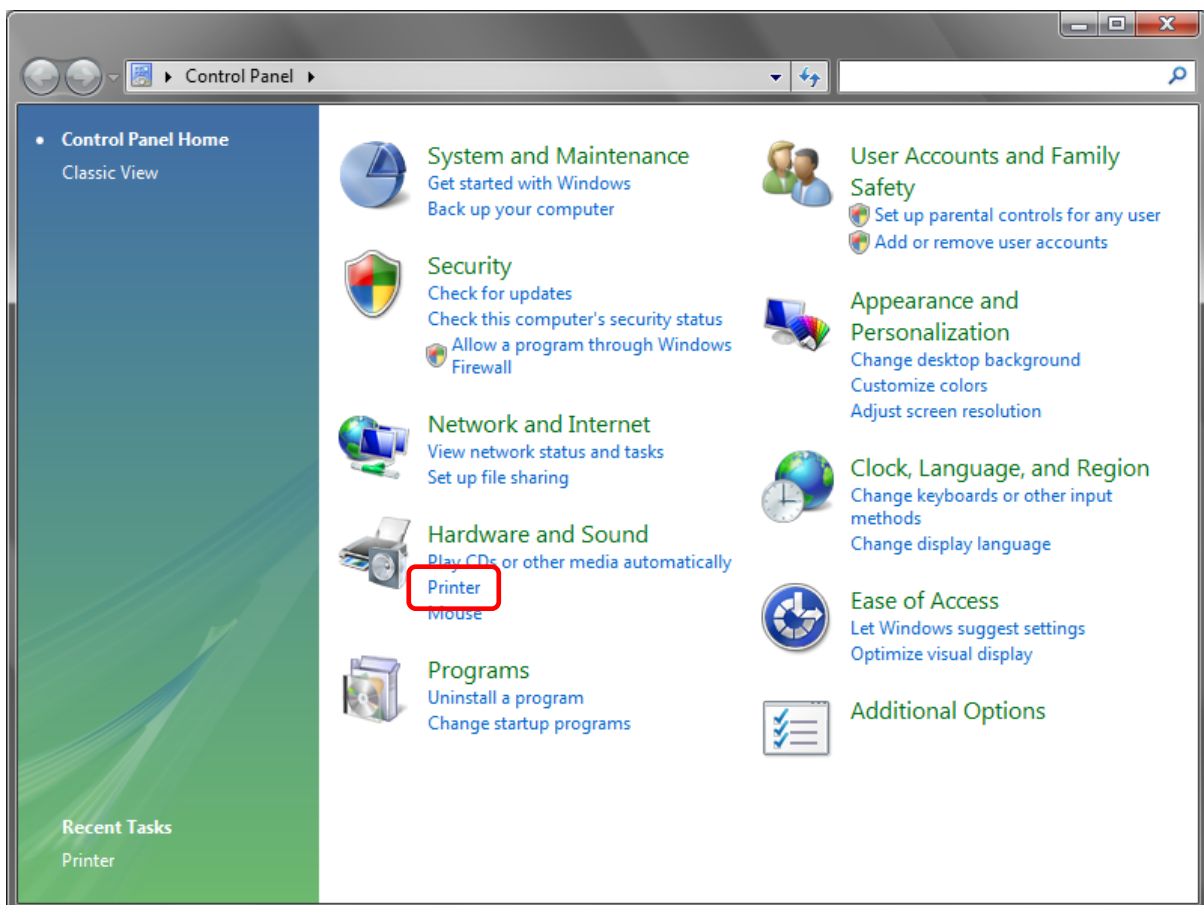 Control Panel
Control Panel Home
Classic View
System and Maintenance
Get started with Windows
Back up your computer
Security
Check for updates
Check this computer's security status
Allow a program through Windows
Firewall
Network and Internet
View network status and tasks
Set up file sharing
Hardware and Sound
Play CDs or other media automatically
Printer
Mouse
Programs
Uninstall a program
Change startup programs
User Accounts and Family
Safety
Set up parental controls for any user
Add or remove user accounts
Appearance and
Personalization
Change desktop background
Customize colors
Adjust screen resolution
Clock, Language, and Region
Change keyboards or other input
methods
Change display language
Ease of Access
Let Windows suggest settings
Optimize visual display
Additional Options
Recent Tasks
Printer